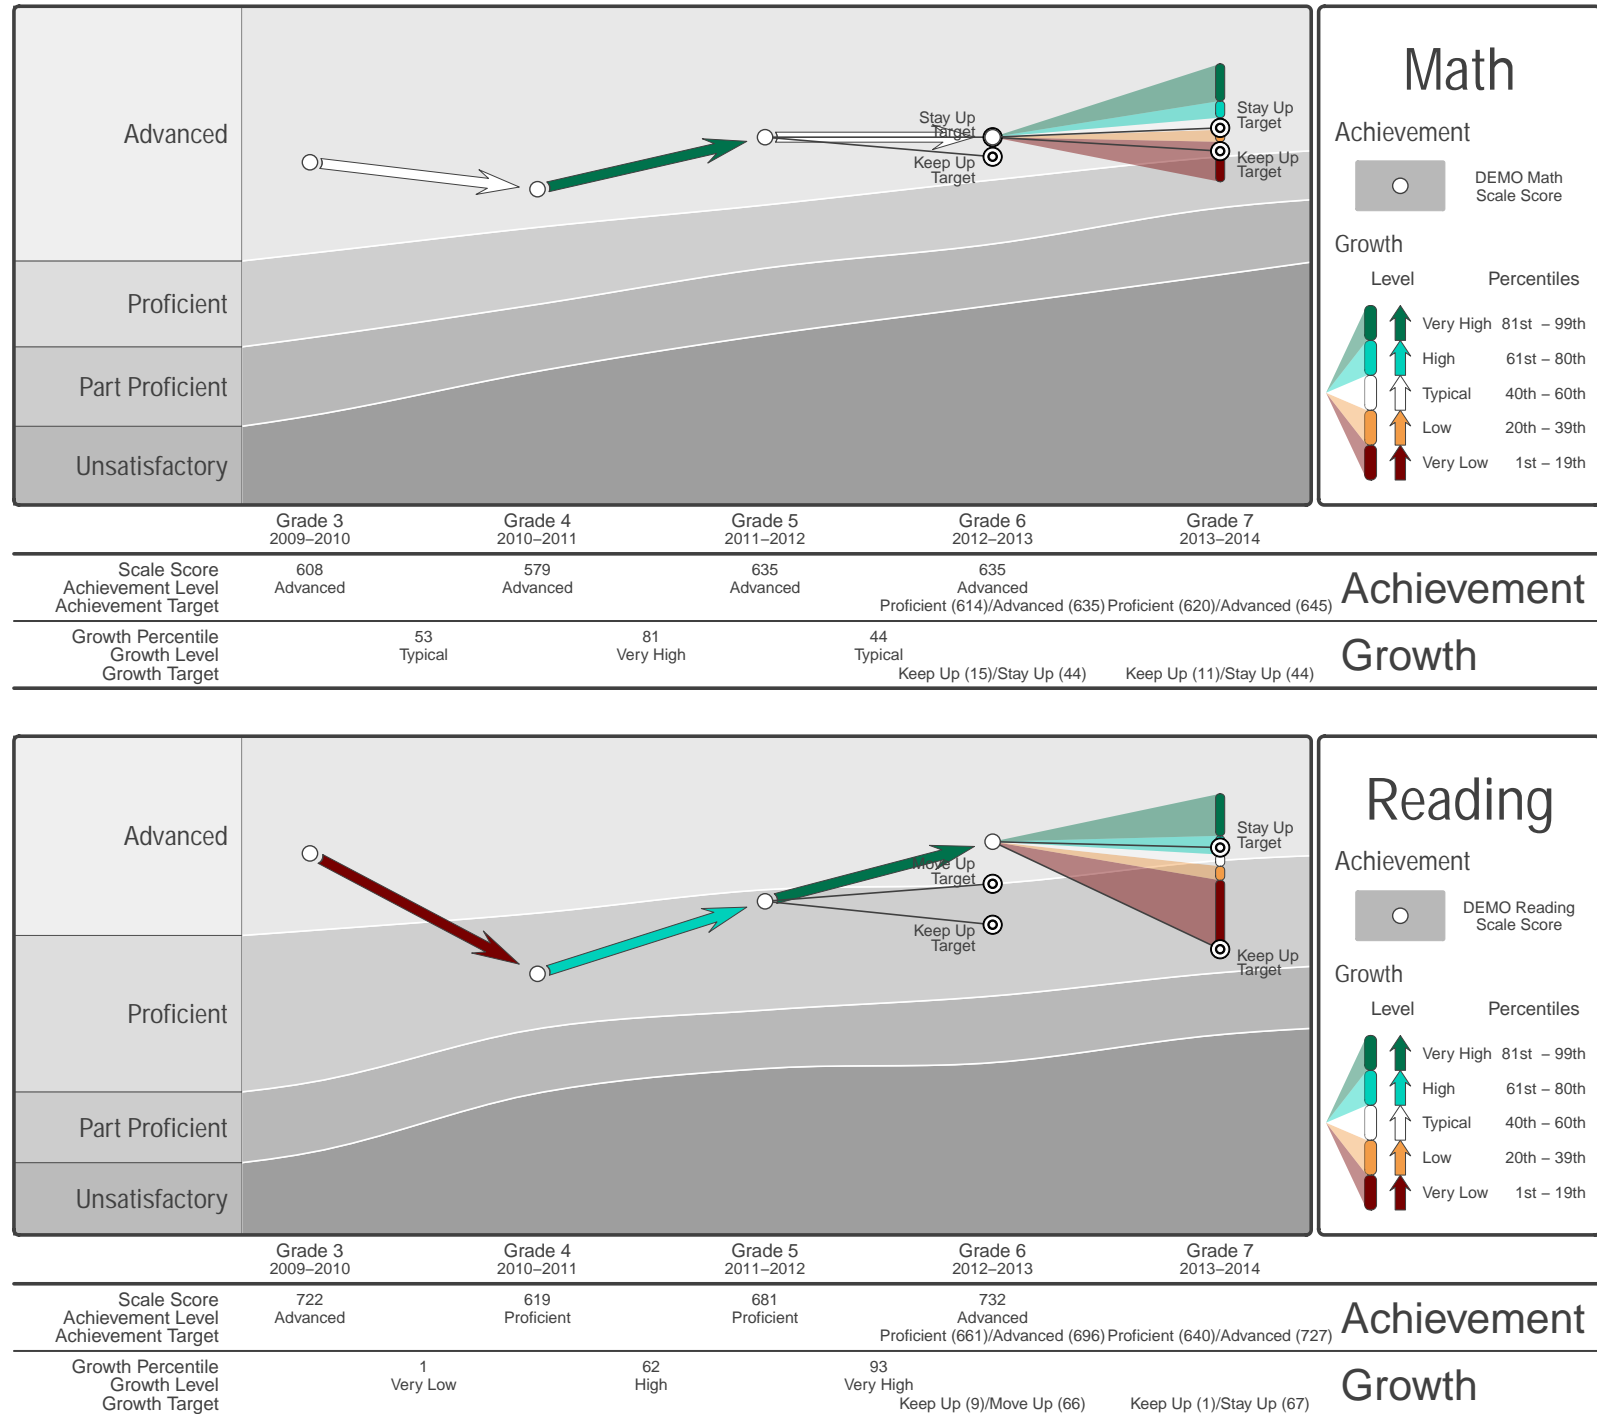 Math
Advanced
Proficient
Part Proficient
Unsatisfactory
Stay Up
Target
Keep Up
Target
Stay Up
Target
Keep Up
Target
Achievement
DEMO Math
Scale Score
Growth
Level Percentiles
Very High 81st – 99th
High 61st – 80th
Typical 40th – 60th
Low 20th – 39th
Very Low 1st – 19th
Grade 3 Grade 4 Grade 5 Grade 6 Grade 7
2009–2010 2010–2011 2011–2012 2012–2013 2013–2014
Scale Score 608 579 635 635
Achievement Level Advanced Advanced Advanced Advanced
Achievement Target Proficient (614)/Advanced (635) Proficient (620)/Advanced (645)
Achievement
Growth Percentile 53 81 44
Growth Level Typical Very High Typical
Growth Target Keep Up (15)/Stay Up (44) Keep Up (11)/Stay Up (44)
Growth
Reading
Advanced
Proficient
Part Proficient
Unsatisfactory
Move Up
Target
Keep Up
Target
Stay Up
Target
Keep Up
Target
Achievement
DEMO Reading
Scale Score
Growth
Level Percentiles
Very High 81st – 99th
High 61st – 80th
Typical 40th – 60th
Low 20th – 39th
Very Low 1st – 19th
Grade 3 Grade 4 Grade 5 Grade 6 Grade 7
2009–2010 2010–2011 2011–2012 2012–2013 2013–2014
Scale Score 722 619 681 732
Achievement Level Advanced Proficient Proficient Advanced
Achievement Target Proficient (661)/Advanced (696) Proficient (640)/Advanced (727)
Achievement
Growth Percentile 1 62 93
Growth Level Very Low High Very High
Growth Target Keep Up (9)/Move Up (66) Keep Up (1)/Stay Up (67)
Growth